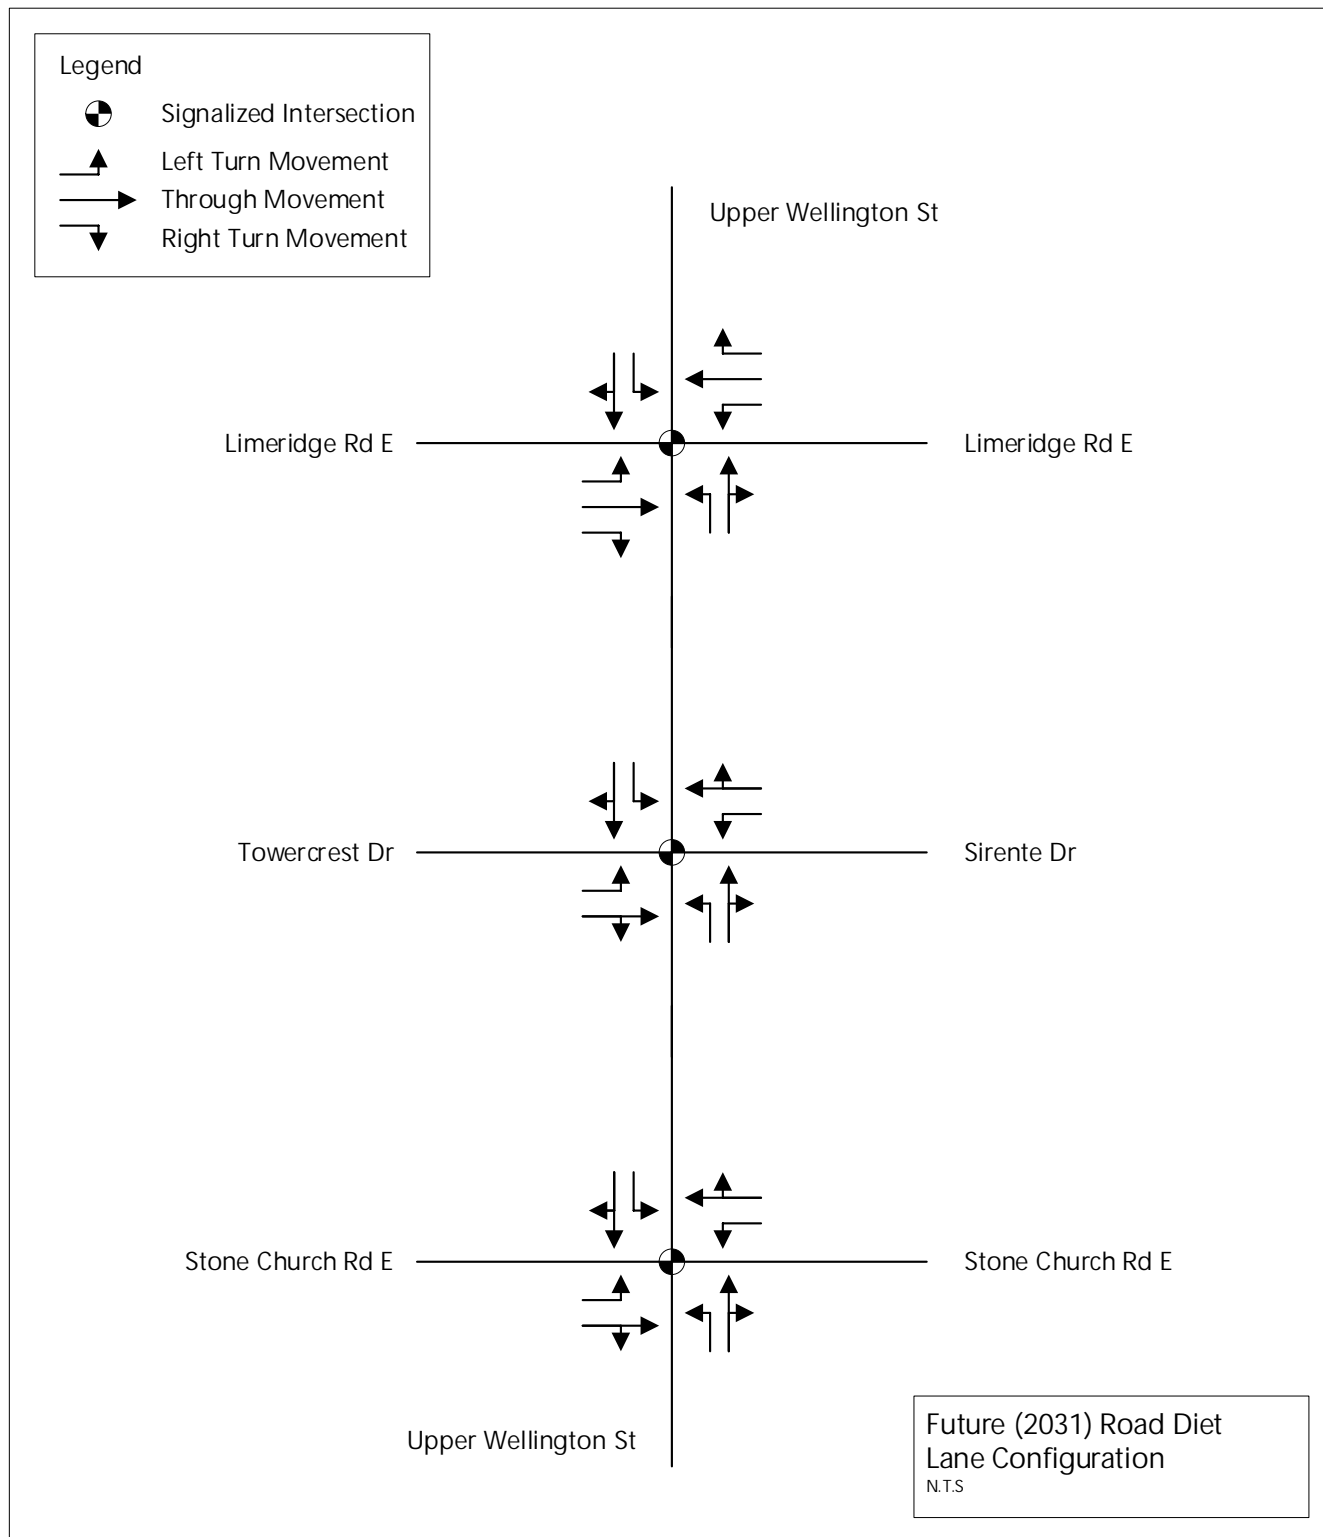 Legend
Signalized Intersection
Left Turn Movement
Through Movement
Right Turn Movement
Upper Wellington St
Limeridge Rd E
Limeridge Rd E
Towercrest Dr
Sirente Dr
Stone Church Rd E
Stone Church Rd E
Upper Wellington St
Future (2031) Road Diet
Lane Configuration
N.T.S